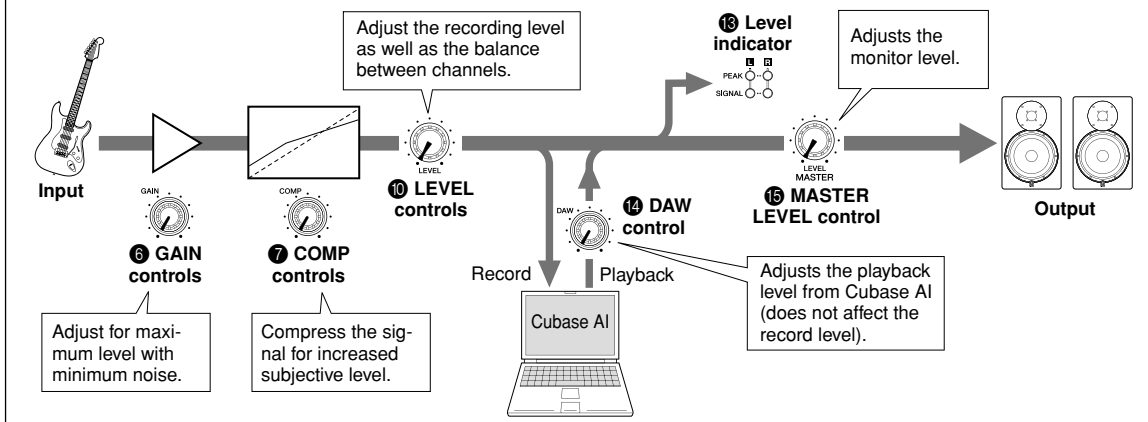 Adjust the recording level
as well as the balance
between channels.
⓭ Level
indicator
L R
PEAK
SIGNAL
Adjusts the
monitor level.
Input
GAIN
❻ GAIN
controls
Adjust for maxi-
mum level with
minimum noise.
COMP
❼ COMP
controls
Compress the sig-
nal for increased
subjective level.
LEVEL
❿ LEVEL
controls
Record
Playback
Cubase AI
DAW
⓮ DAW
control
Adjusts the playback
level from Cubase AI
(does not affect the
record level).
LEVEL
MASTER
⓯ MASTER
LEVEL control
Output